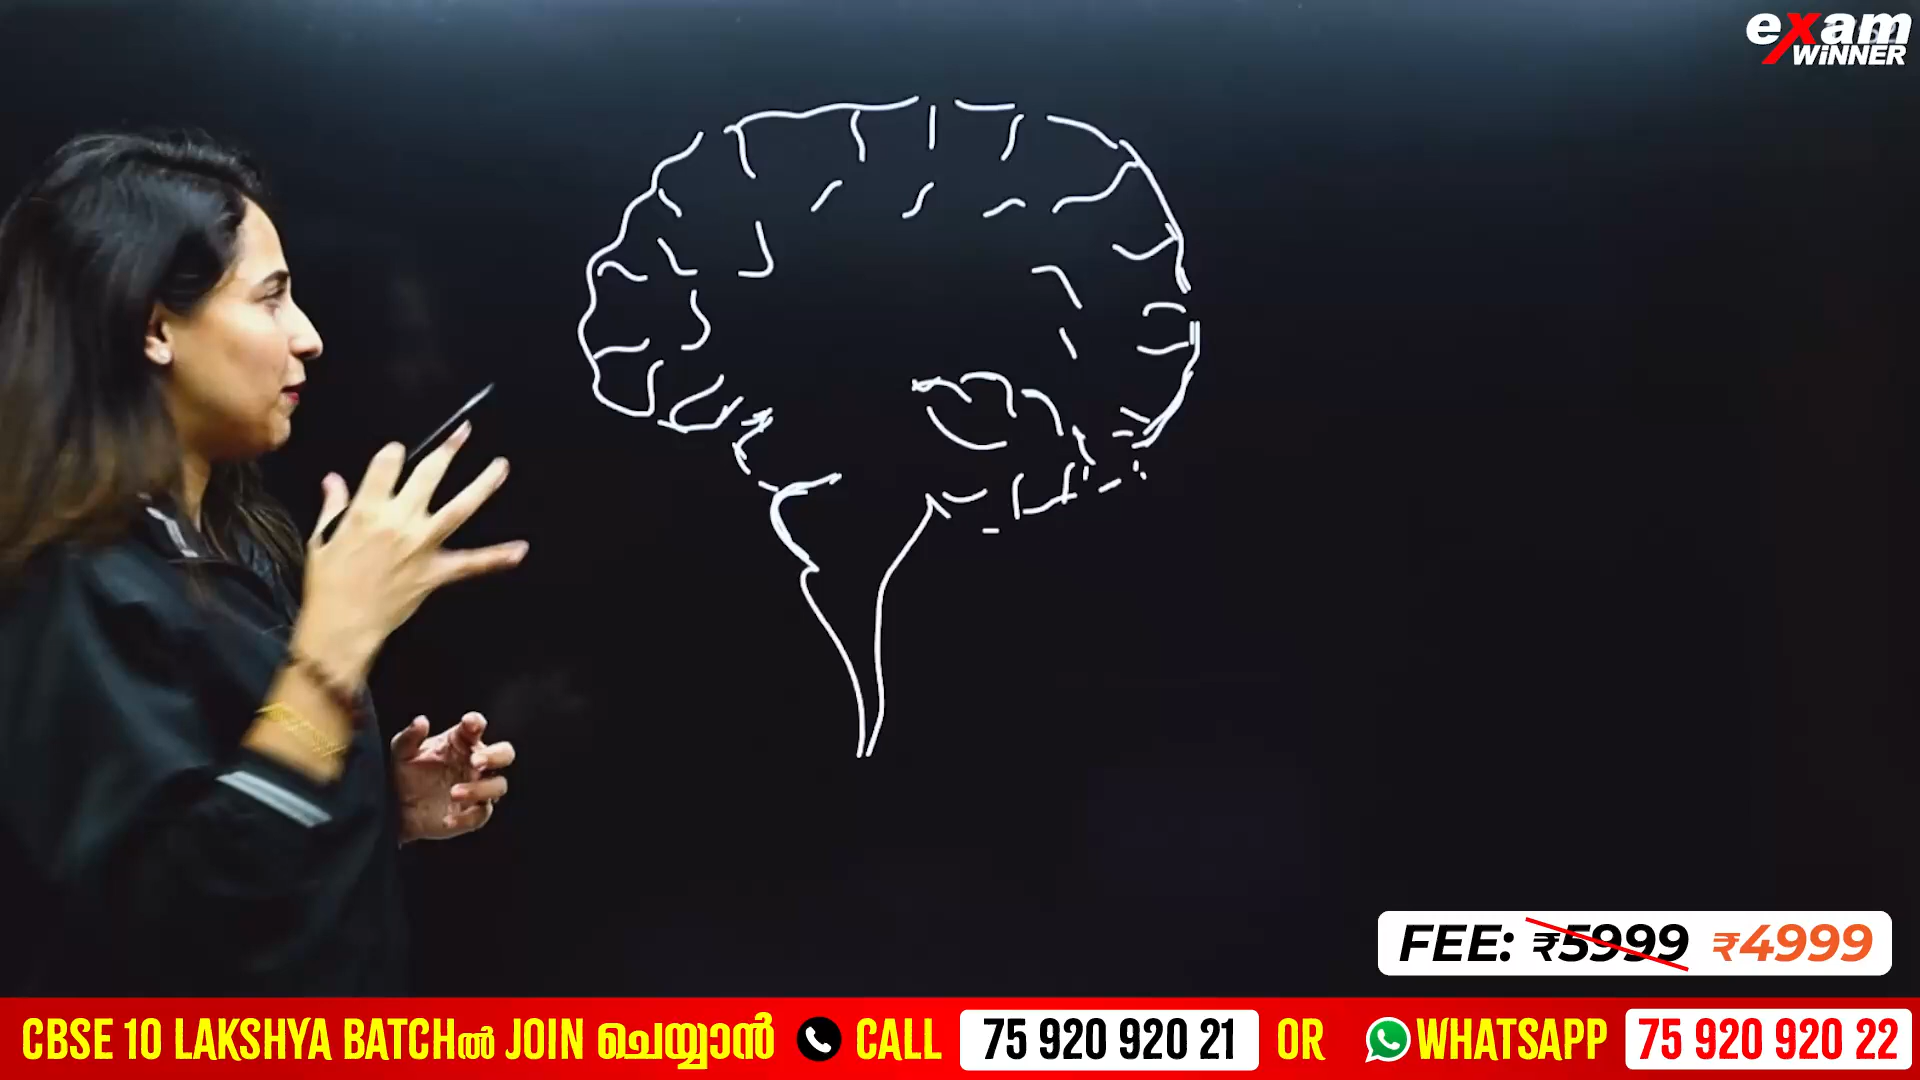 exam
WiNNER
FEE: ₹5999 ₹4999
CBSE 10 LAKSHYA BATCHൽ JOIN ചെയ്യാൻ CALL 75 920 920 21 OR WHATSAPP 75 920 920 22